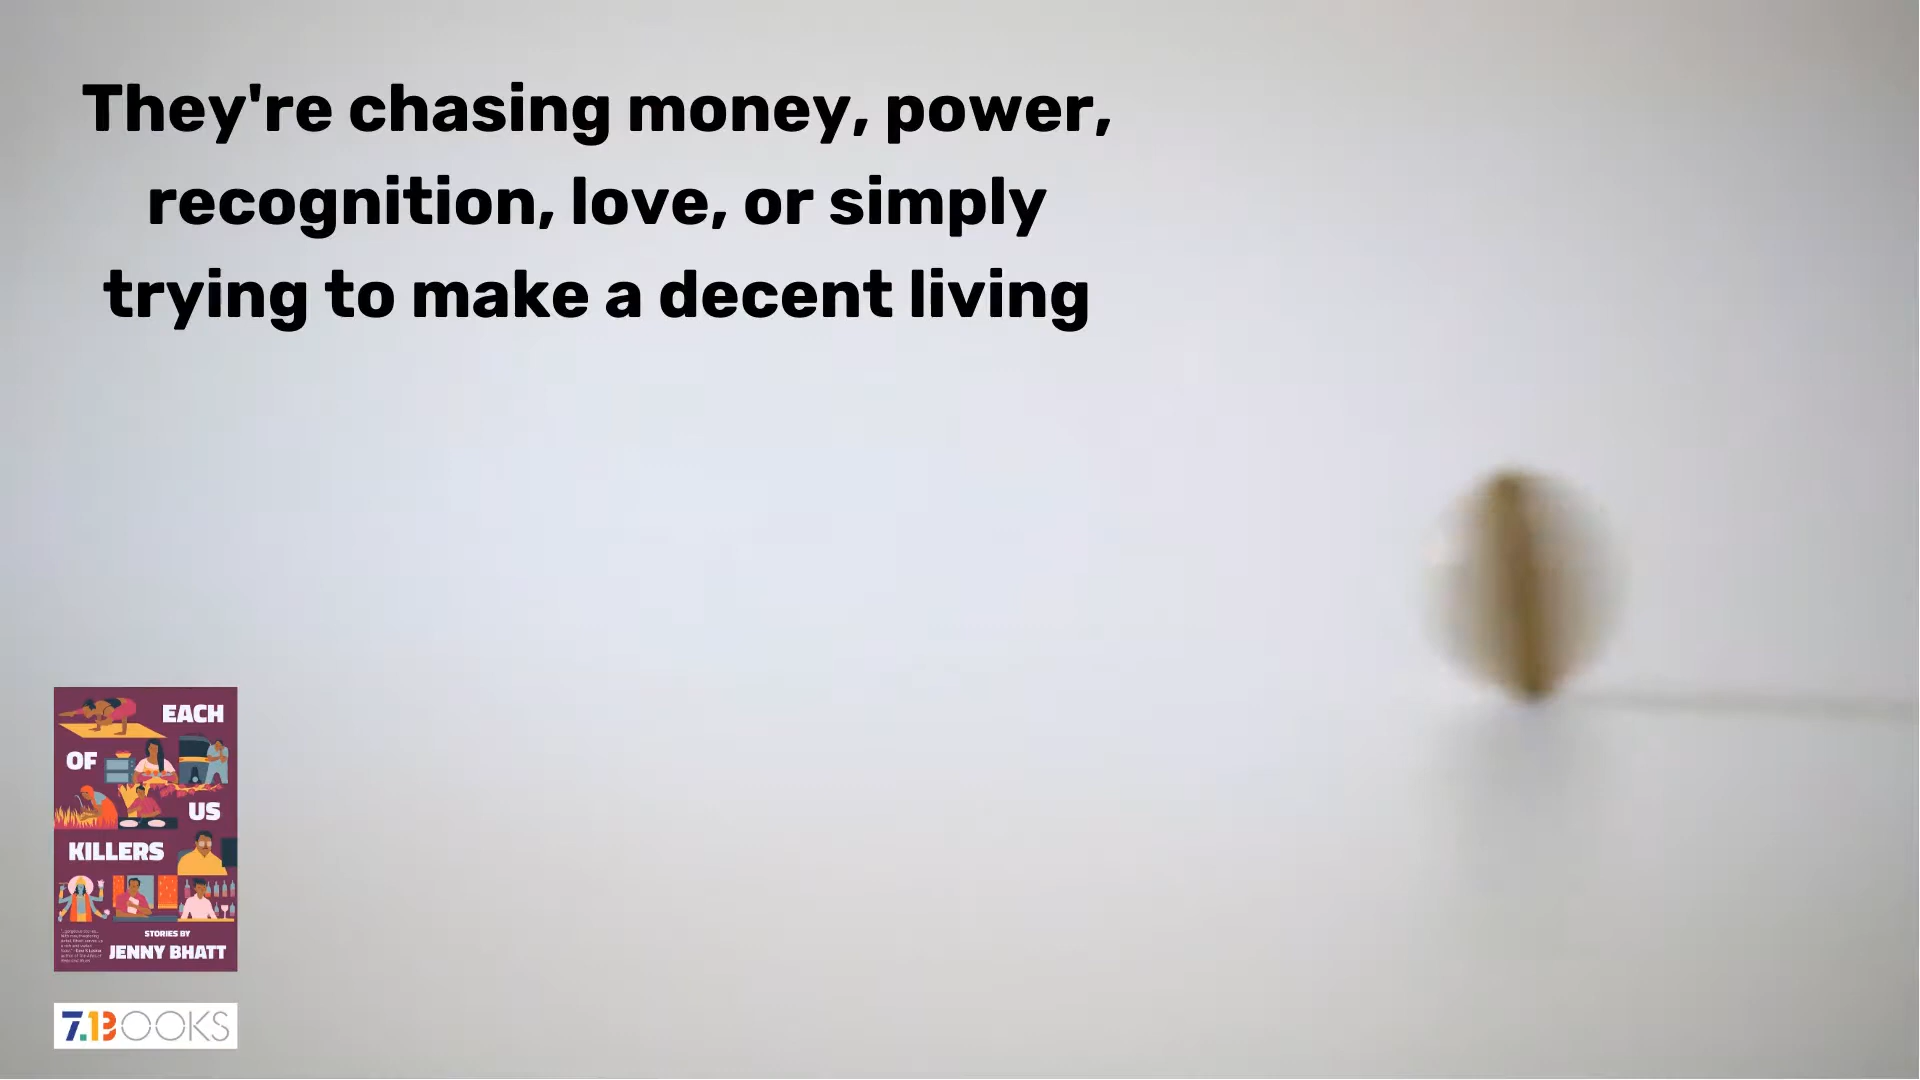 They're chasing money, power,
recognition, love, or simply
trying to make a decent living
EACH
OF
US
KILLERS
STORIES BY
JENNY BHATT
7.13BOOKS